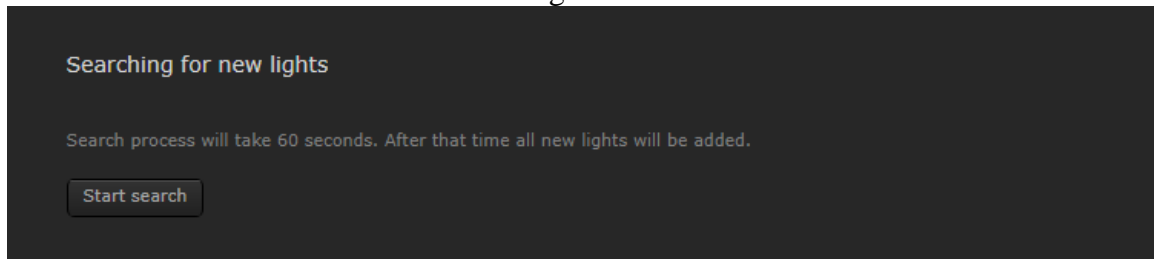 Searching for new lights
Search process will take 60 seconds. After that time all new lights will be added.
Start search